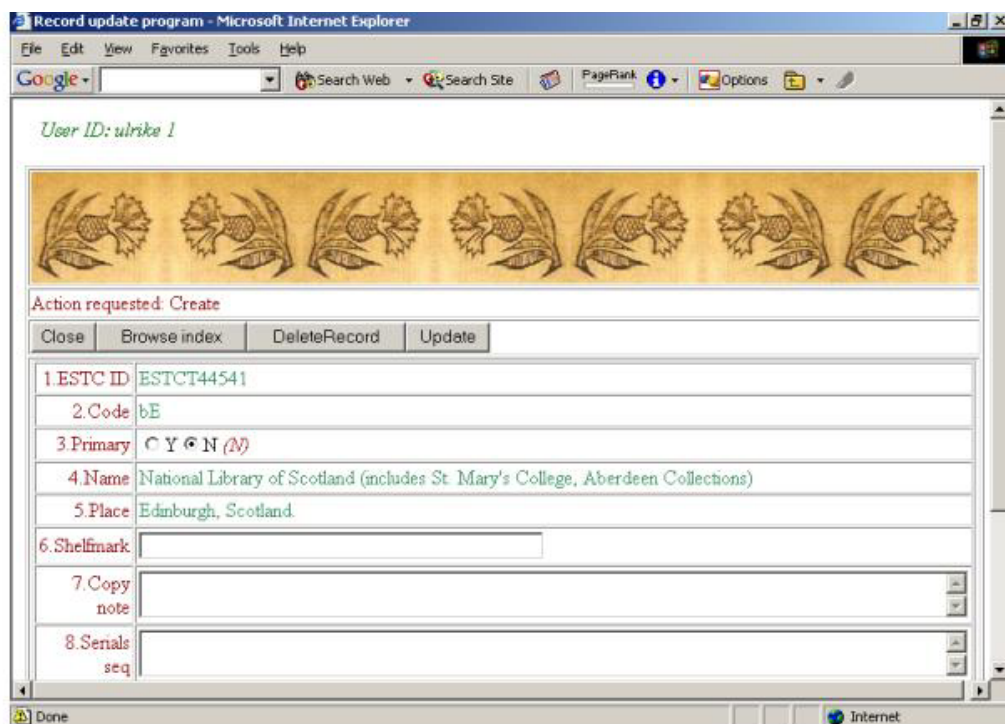 Record update program - Microsoft Internet Explorer
File Edit View Favorites Tools Help
Google Search Web Search Site PageRank Options
User ID: ulrike 1
Action requested: Create
Close Browse index DeleteRecord Update
1.ESTC ID ESTCT44541
2.Code bE
3.Primary Y N (N)
4.Name National Library of Scotland (includes St. Mary's College, Aberdeen Collections)
5.Place Edinburgh, Scotland.
6.Shelfmark
7.Copy
note
8.Serials
seq
Done Internet